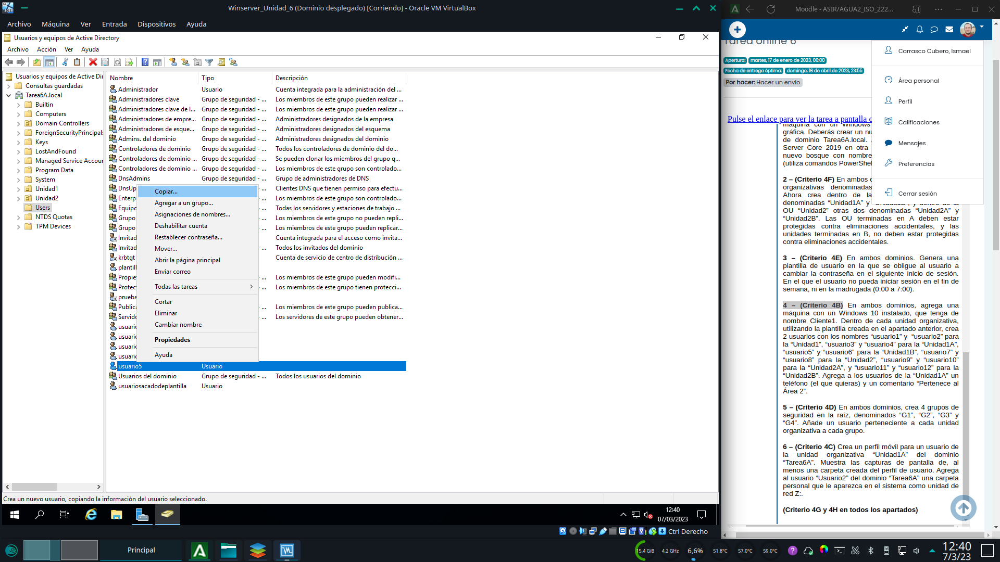 Winserver_Unidad_6 (Dominio desplegado) [Corriendo] - Oracle VM VirtualBox
Archivo Máquina Ver Entrada Dispositivos Ayuda
Usuarios y equipos de Active Directory
Archivo Acción Ver Ayuda
Usuarios y equipos de Active Dir
Consultas guardadas
Tarea6A.local
Builtin
Computers
Domain Controllers
ForeignSecurityPrincipals
Keys
LostAndFound
Managed Service Accour
Program Data
System
Unidad1
Unidad2
Users
NTDS Quotas
TPM Devices
Nombre Tipo Descripción
Administrador Usuario Cuenta integrada para la administración del ...
Administradores clave Grupo de seguridad - ... Los miembros de este grupo pueden realizar ...
Administradores clave de l... Grupo de seguridad - ... Los miembros de este grupo pueden realizar ...
Administradores de empre... Grupo de seguridad - ... Administradores designados de la empresa
Administradores de esque... Grupo de seguridad - ... Administradores designados del esquema
Admins. del dominio Grupo de seguridad - ... Administradores designados del dominio
Controladores de dominio Grupo de seguridad - ... Todos los controladores de dominio del do...
Controladores de dominio ... Grupo de seguridad - ... Se pueden clonar los miembros del grupo q...
Controladores de dominio ... Grupo de seguridad - ... Los miembros de este grupo son controlado...
DnsAdmins Grupo de seguridad - ... Grupo de administradores de DNS
DnsUp ... Clientes DNS que tienen permiso para efectu...
Enterp ... Los miembros de este grupo son controlado...
Equipo ... Todas los servidores y estaciones de trabajo ...
Grupo ... Los miembros de este grupo no pueden repli...
Grupo ... Los miembros de este grupo pueden replicar...
Invitad Cuenta integrada para el acceso como invita...
Invitad ... Todos los invitados del dominio
krbtgt Cuenta de servicio de centro de distribución ...
plantill
Propie ... Los miembros de este grupo pueden modifi...
Protec ... Los miembros de este grupo tienen protecci...
prueba
Publica ... Los miembros de este grupo pueden publica...
Servido ... Los servidores de este grupo pueden obtener...
usuario
usuario
usuario
usuario
usuario5 Usuario
Usuarios del dominio Grupo de seguridad - ... Todos los usuarios del dominio
usuariosacadodeplantilla Usuario
Copiar...
Agregar a un grupo...
Asignaciones de nombres...
Deshabilitar cuenta
Restablecer contraseña...
Mover...
Abrir la página principal
Enviar correo
Todas las tareas
Cortar
Eliminar
Cambiar nombre
Propiedades
Ayuda
Crea un nuevo usuario, copiando la información del usuario seleccionado.
12:40
07/03/2023
Ctrl Derecho
Moodle - ASIR/AGUA2_ISO_222...
Tarea online 6
Apertura: martes, 17 de enero de 2023, 00:00
Fecha de entrega óptima: domingo, 16 de abril de 2023, 23:55
Por hacer: Hacer un envío
Carrasco Cubero, Ismael
Área personal
Perfil
Calificaciones
Mensajes
Preferencias
Cerrar sesión
Pulse el enlace para ver la tarea a pantalla c
máquina con un Windows
gráfica. Deberás crear un nu
de dominio Tarea6A.local.
Server Core 2019 en otra
nuevo bosque con nombre
(utiliza comandos PowerShel
2 – (Criterio 4F) En ambos d
organizativas denominadas
Ahora crea dentro de la
denominadas “Unidad1A” y “Unidad1B”, y dentro de la
OU “Unidad2” otras dos denominadas “Unidad2A” y
“Unidad2B”. Las OU terminadas en A deben estar
protegidas contra eliminaciones accidentales, y las
unidades terminadas en B, no deben estar protegidas
contra eliminaciones accidentales.
3 – (Criterio 4E) En ambos dominios. Genera una
plantilla de usuario en la que se obligue al usuario a
cambiar la contraseña en el siguiente inicio de sesión.
En el que el usuario no pueda iniciar sesión en el fin de
semana, ni en la madrugada (0:00 a 7:00).
4 – (Criterio 4B) En ambos dominios, agrega una
máquina con un Windows 10 instalado, que tenga de
nombre Cliente1. Dentro de cada unidad organizativa,
utilizando la plantilla creada en el apartado anterior, crea
2 usuarios con los nombres “usuario1” y “usuario2” para
la “Unidad1”, “usuario3” y “usuario4” para la “Unidad1A”,
“usuario5” y “usuario6” para la “Unidad1B”, “usuario7” y
“usuario8” para la “Unidad2”, “usuario9” y “usuario10”
para la “Unidad2A”, y “usuario11” y “usuario12” para la
“Unidad2B”. Agrega a los usuarios de la “Unidad1A” un
teléfono (el que quieras) y un comentario “Pertenece al
Área 2”.
5 – (Criterio 4D) En ambos dominios, crea 4 grupos de
seguridad en la raíz, denominados “G1”, “G2”, “G3” y
“G4”. Añade un usuario perteneciente a cada unidad
organizativa a cada grupo.
6 – (Criterio 4C) Crea un perfil móvil para un usuario de
la unidad organizativa “Unidad1A” del dominio
“Tarea6A”. Muestra las capturas de pantalla de, al
menos una carpeta creada del perfil de usuario. Agrega
al usuario “Usuario2” del dominio “Tarea6A” una carpeta
personal que le aparezca en el sistema como unidad de
red Z:.
(Criterio 4G y 4H en todos los apartados)
Principal
15,4 GiB 4,2 GHz 6,6% 51,8°C 57,0°C 59,0°C
12:40
7/3/23